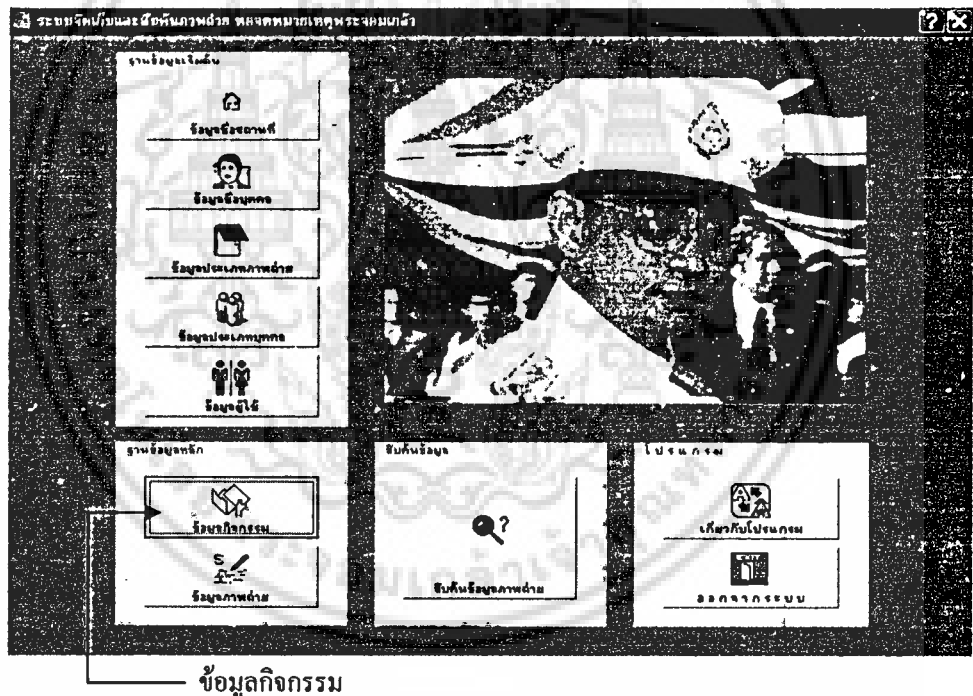 ระบบจัดเก็บและสืบค้นภาพถ่าย หอจดหมายเหตุพระจอมเกล้า
ฐานข้อมูลเริ่มต้น
ข้อมูลชื่อสถานที่
ข้อมูลชื่อบุคคล
ข้อมูลประเภทภาพถ่าย
ข้อมูลประเภทบุคคล
ข้อมูลผู้ใช้
ฐานข้อมูลหลัก
ข้อมูลกิจกรรม
ข้อมูลภาพถ่าย
สืบค้นข้อมูล
สืบค้นข้อมูลภาพถ่าย
โปรแกรม
เกี่ยวกับโปรแกรม
EXIT
ออกจากระบบ
ข้อมูลกิจกรรม